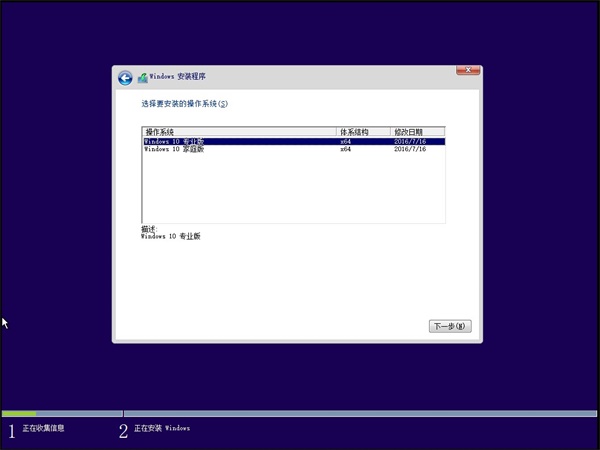 Windows 安装程序
选择要安装的操作系统(S)
操作系统 体系结构 修改日期
Windows 10 专业版 x64 2016/7/16
Windows 10 家庭版 x64 2016/7/16
描述:
Windows 10 专业版
下一步(N)
1 正在收集信息 2 正在安装 Windows